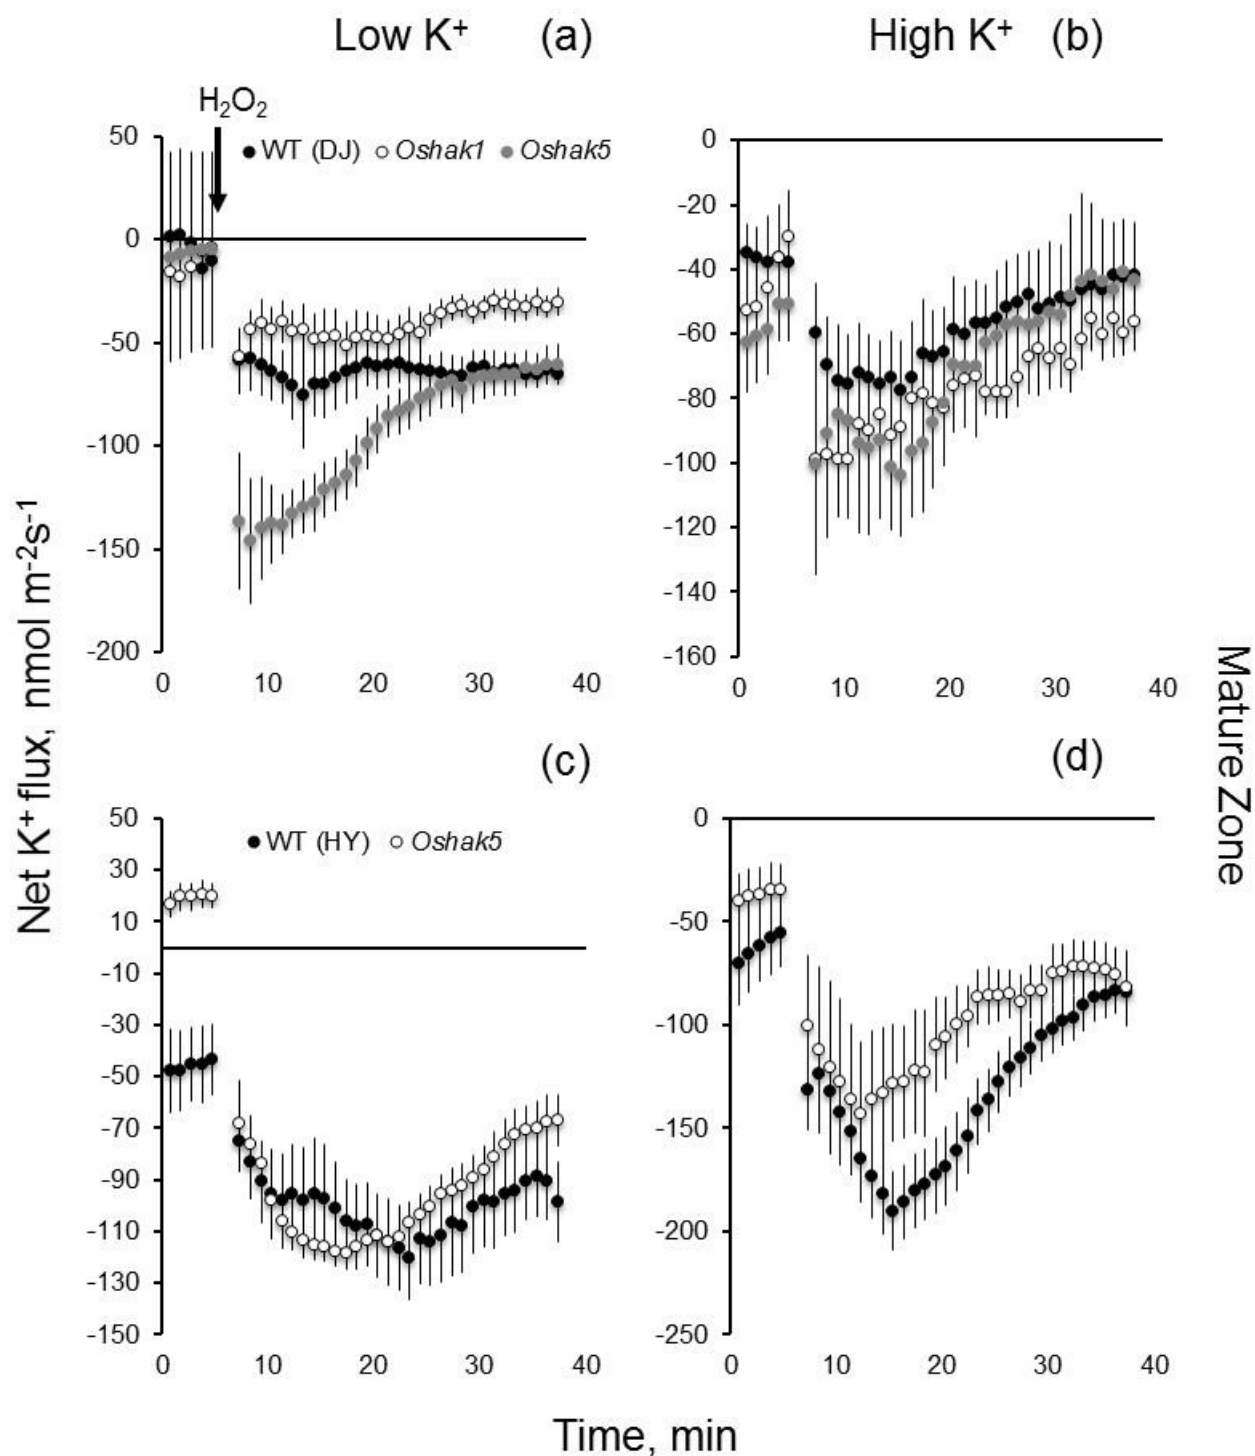 Low K⁺ (a)
High K⁺ (b)
H₂O₂
WT (DJ) Oshak1 Oshak5
50
0
-50
-100
-150
-200
0 10 20 30 40
0
-20
-40
-60
-80
-100
-120
-140
-160
0 10 20 30 40
(c)
(d)
WT (HY) Oshak5
50
30
10
-10
-30
-50
-70
-90
-110
-130
-150
0 10 20 30 40
0
-50
-100
-150
-200
-250
0 10 20 30 40
Net K⁺ flux, nmol m⁻²s⁻¹
Mature Zone
Time, min